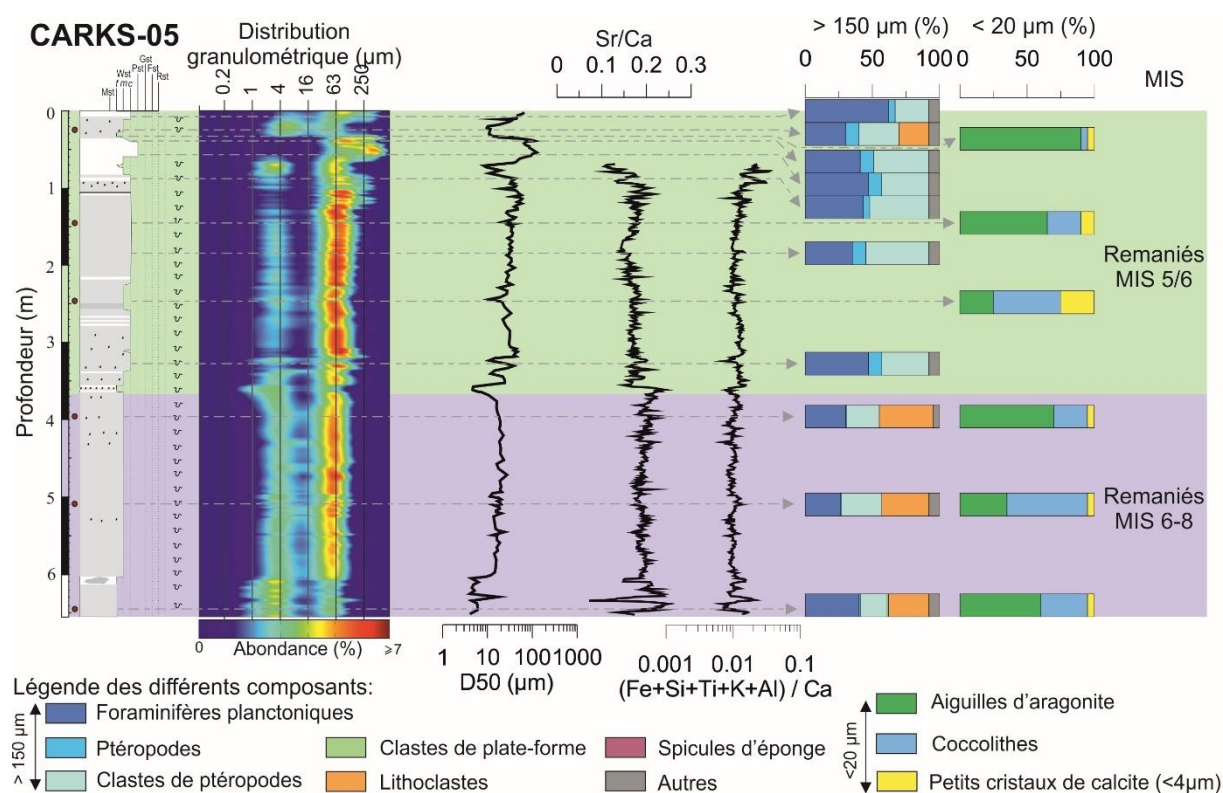 CARKS-05
Distribution
granulométrique (µm)
Sr/Ca
> 150 µm (%)
< 20 µm (%)
MIS
Mst
Wst
f m c
Pst
Gst
Fst
Rst
0.2
1
4
16
63
250
0
0.1
0.2
0.3
0
50
100
0
50
100
Profondeur (m)
0
1
2
3
4
5
6
Remaniés
MIS 5/6
Remaniés
MIS 6-8
0
Abondance (%)
⩾7
1
10
100
1000
D50 (µm)
0.001
0.01
0.1
(Fe+Si+Ti+K+Al) / Ca
Légende des différents composants:
> 150 µm
Foraminifères planctoniques
Ptéropodes
Clastes de ptéropodes
Clastes de plate-forme
Lithoclastes
Spicules d'éponge
Autres
<20 µm
Aiguilles d'aragonite
Coccolithes
Petits cristaux de calcite (<4µm)